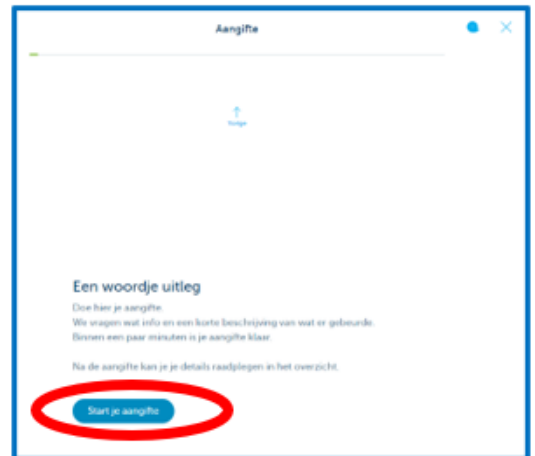 Aangifte
Vorige
Een woordje uitleg
Doe hier je aangifte.
We vragen wat info en een korte beschrijving van wat er gebeurde.
Binnen een paar minuten is je aangifte klaar.
Na de aangifte kan je je details raadplegen in het overzicht.
Start je aangifte